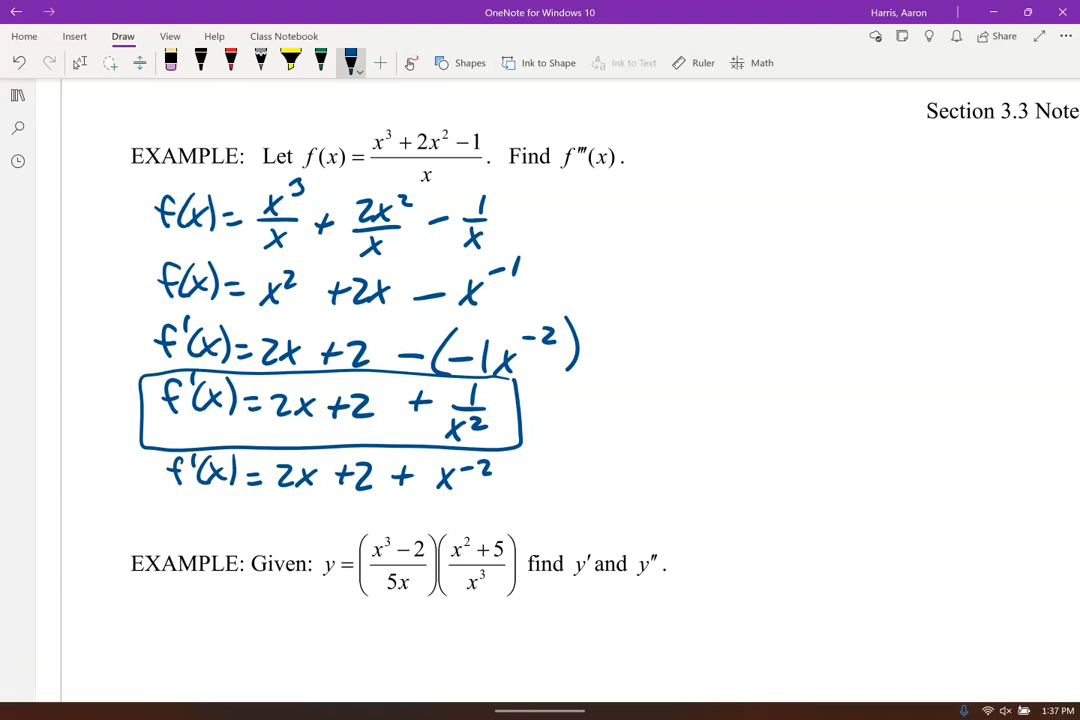 OneNote for Windows 10
Harris, Aaron
Home Insert Draw View Help Class Notebook
Share
Shapes Ink to Shape Ink to Text Ruler Math
Section 3.3 Note
EXAMPLE: Let f(x) = (x³ + 2x² − 1)/x. Find f‴(x).
f(x) = x³/x + 2x²/x − 1/x
f(x) = x² + 2x − x⁻¹
f'(x) = 2x + 2 − (−1x⁻²)
f'(x) = 2x + 2 + 1/x²
f'(x) = 2x + 2 + x⁻²
EXAMPLE: Given: y = ((x³ − 2)/5x)((x² + 5)/x³) find y′ and y″.
1:37 PM